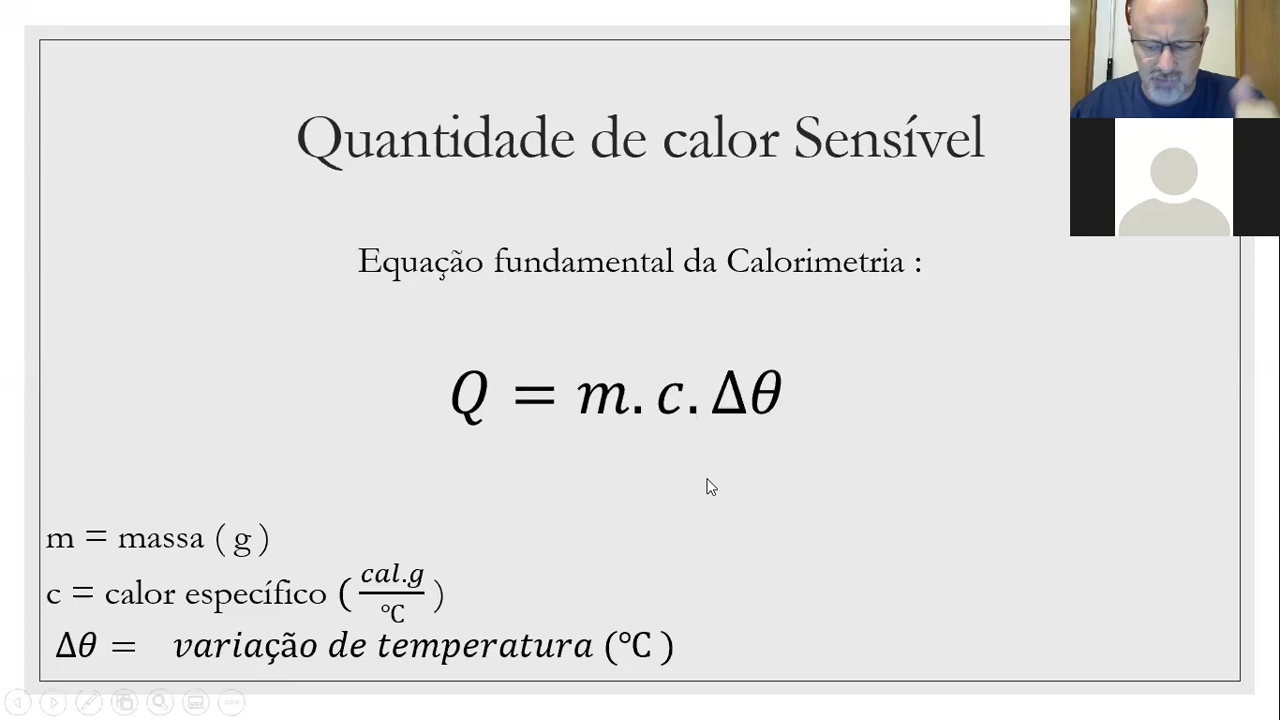 Quantidade de calor Sensível
Equação fundamental da Calorimetria :
Q = m. c. Δθ
m = massa ( g )
c = calor específico ( cal.g / °C )
Δθ = variação de temperatura (°C )